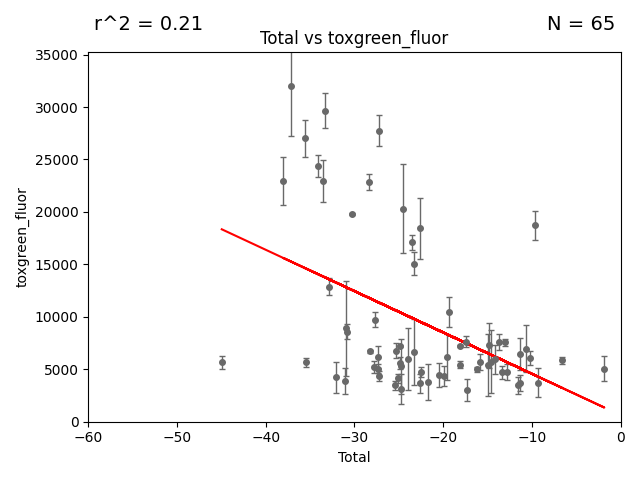 r^2 = 0.21
N = 65
Total vs toxgreen_fluor
35000
30000
25000
20000
15000
10000
5000
0
toxgreen_fluor
−60 −50 −40 −30 −20 −10 0
Total